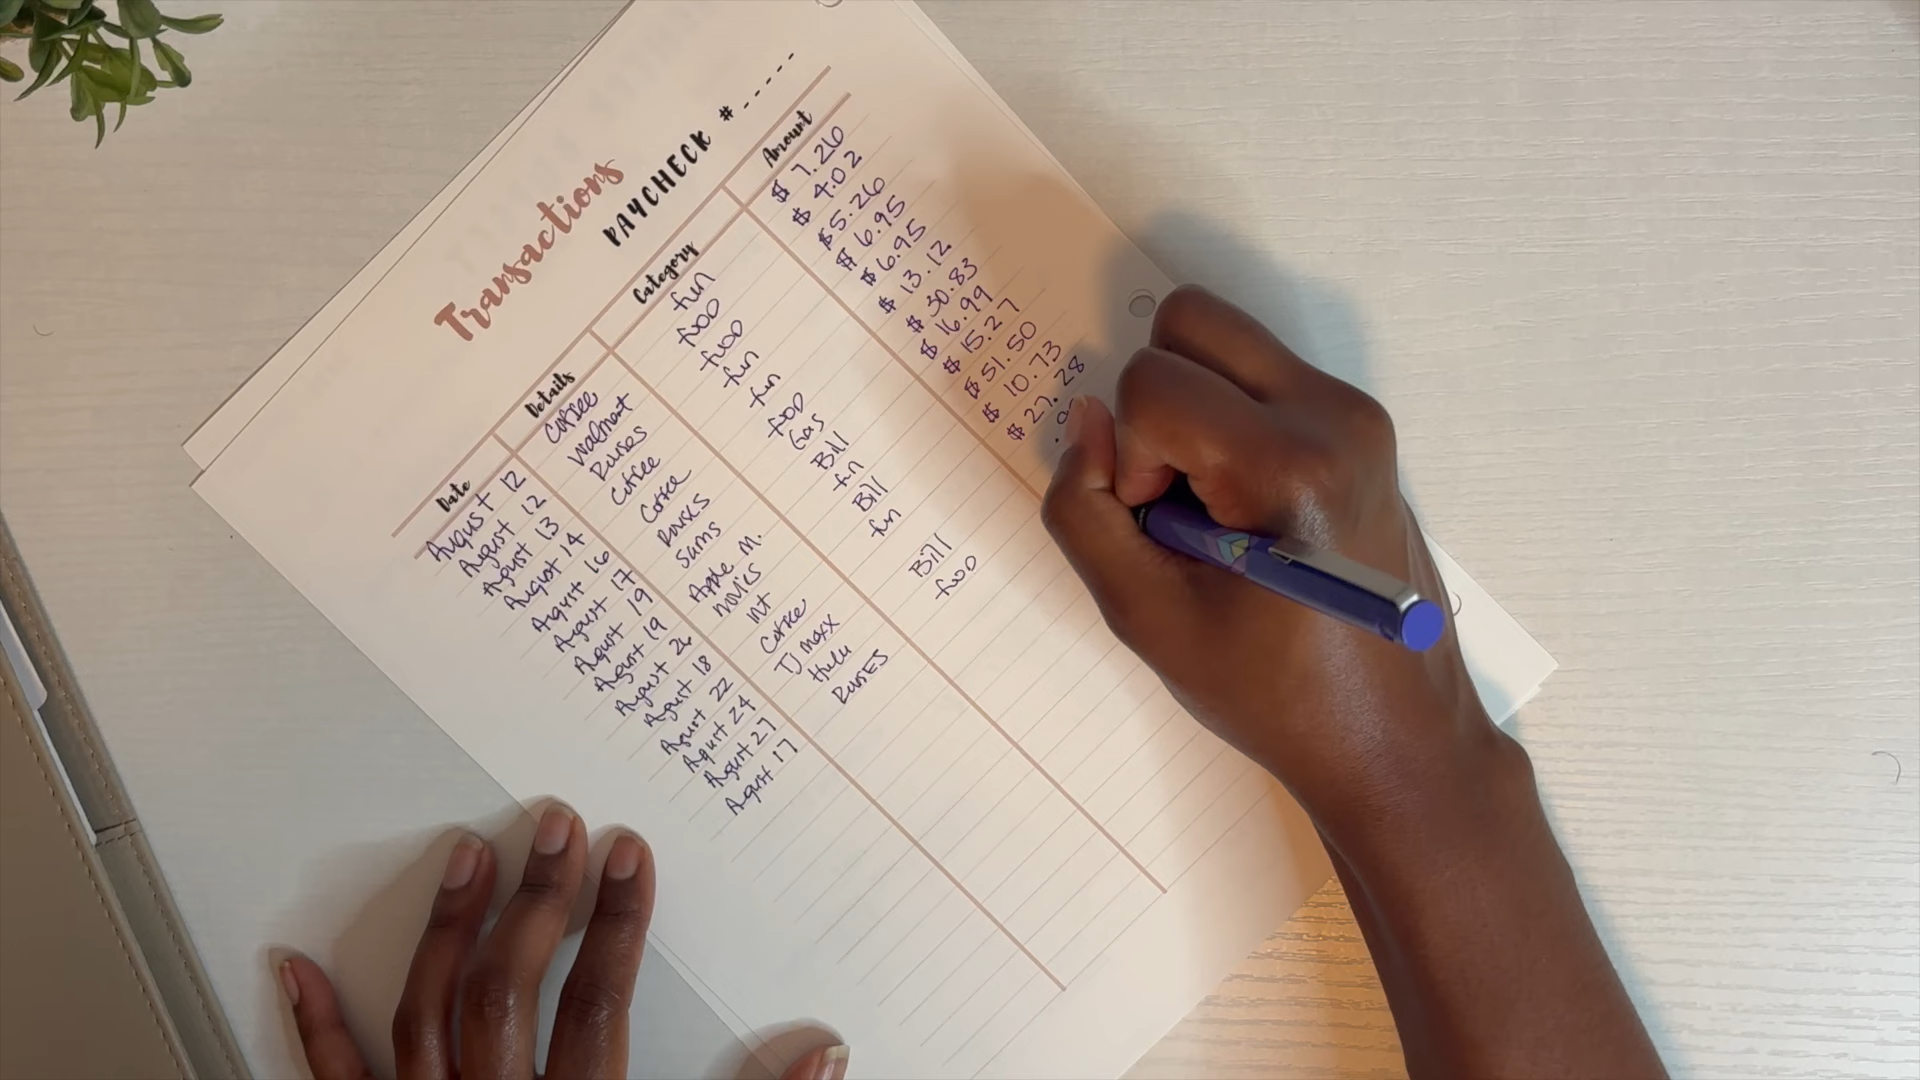 Transactions
PAYCHECK # -----
Date Details Category Amount
August 12 Coffee fun $ 7.26
August 12 Walmart food $ 4.02
August 13 Rouses food $5.26
August 14 Coffee fun $ 6.95
August 16 Coffee fun $ 6.95
August 17 Rouses food $ 13.12
August 19 Sams Gas $ 30.83
August 19 Apple M. Bill $ 16.99
August 26 Movies fun $ 15.27
August 18 Int Bill $51.50
August 22 Coffee fun $ 10.73
August 24 TJ maxx $ 27.28
August 27 Hulu Bill
August 17 Rouses food